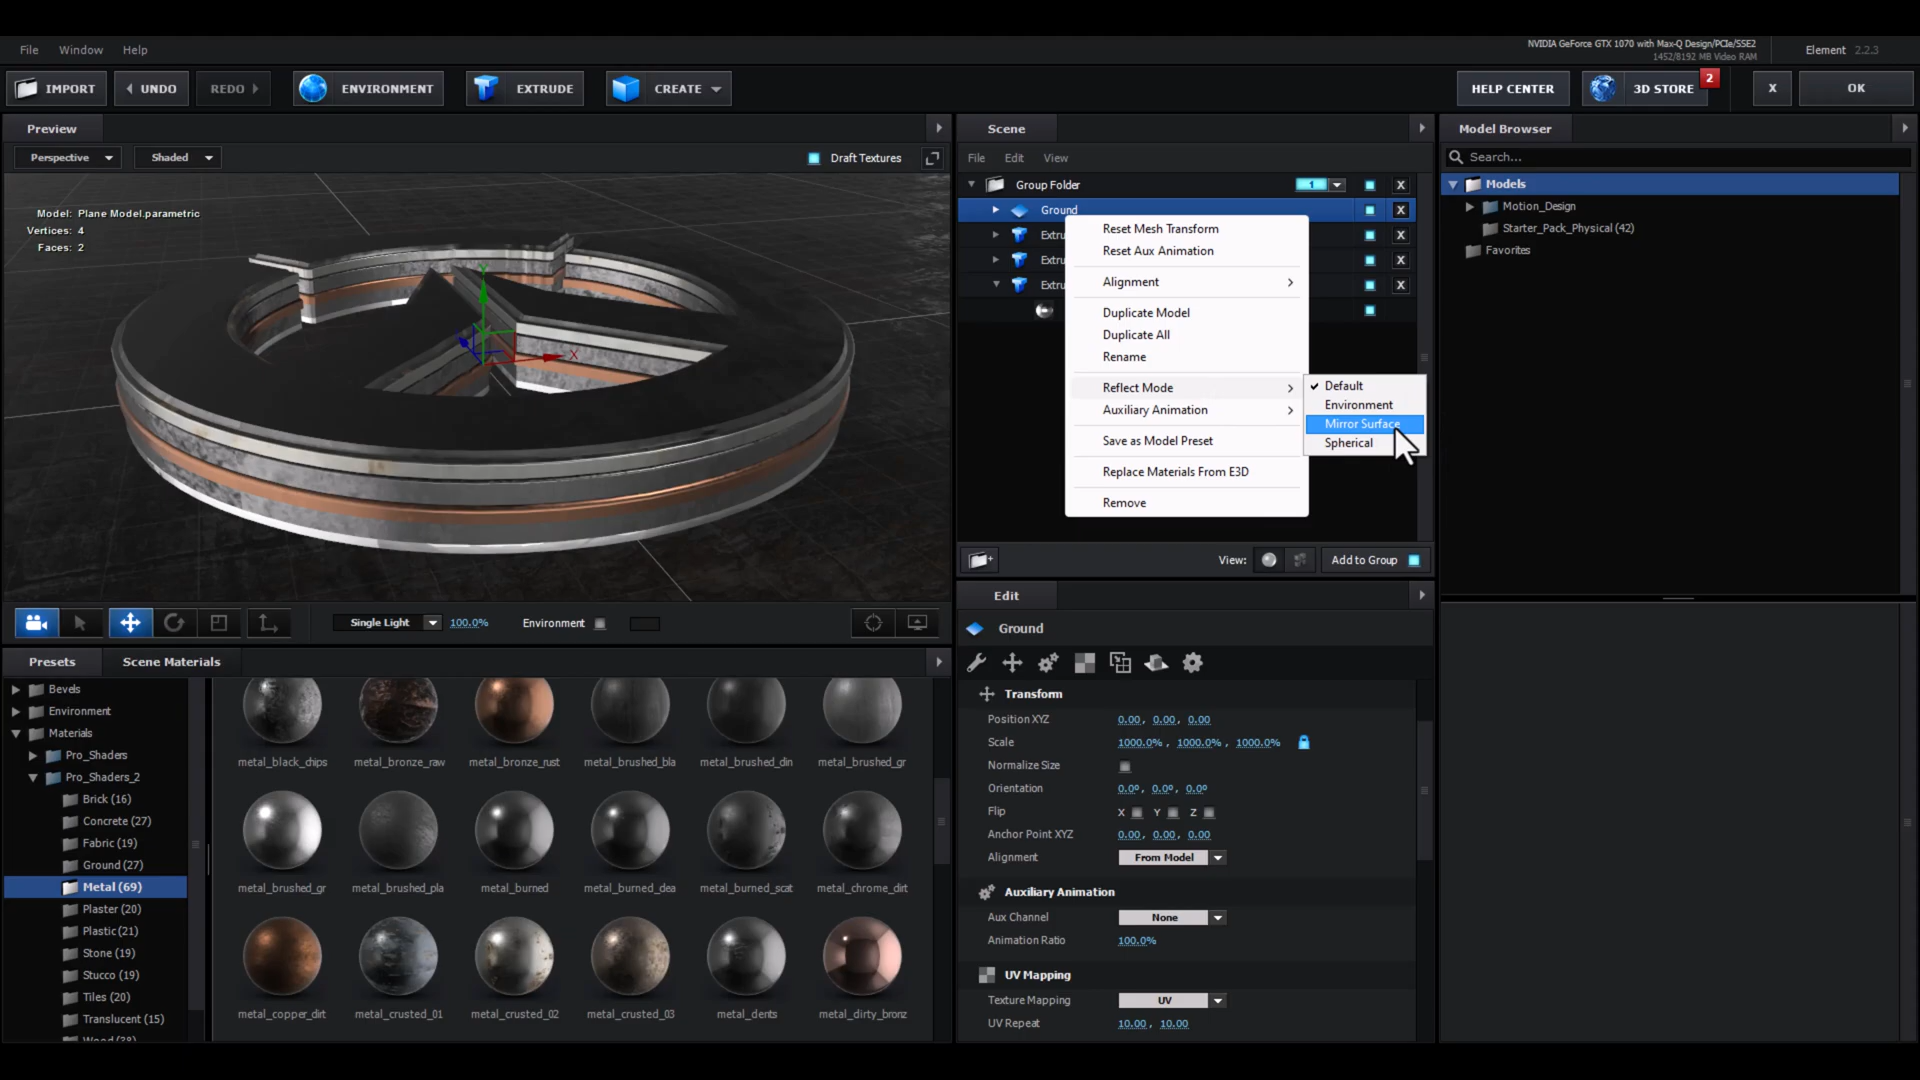 File Window Help
NVIDIA GeForce GTX 1070 with Max-Q Design/PCIe/SSE2
1452/8192 MB Video RAM
Element 2.2.3
IMPORT UNDO REDO ENVIRONMENT EXTRUDE CREATE HELP CENTER 3D STORE 2 X OK
Preview
Perspective Shaded Draft Textures
Model: Plane Model.parametric
Vertices: 4
Faces: 2
Y
X
Single Light 100.0% Environment
Scene
File Edit View
Group Folder 1 X
Ground X
Extru X
Extru X
Extru X
Reset Mesh Transform
Reset Aux Animation
Alignment
Duplicate Model
Duplicate All
Rename
Reflect Mode
Auxiliary Animation
Save as Model Preset
Replace Materials From E3D
Remove
Default
Environment
Mirror Surface
Spherical
View: Add to Group
Model Browser
Search...
Models
Motion_Design
Starter_Pack_Physical (42)
Favorites
Presets Scene Materials
Bevels
Environment
Materials
Pro_Shaders
Pro_Shaders_2
Brick (16)
Concrete (27)
Fabric (19)
Ground (27)
Metal (69)
Plaster (20)
Plastic (21)
Stone (19)
Stucco (19)
Tiles (20)
Translucent (15)
Wood (38)
metal_black_chips metal_bronze_raw metal_bronze_rust metal_brushed_bla metal_brushed_din metal_brushed_gr
metal_brushed_gr metal_brushed_pla metal_burned metal_burned_dea metal_burned_scat metal_chrome_dirt
metal_copper_dirt metal_crusted_01 metal_crusted_02 metal_crusted_03 metal_dents metal_dirty_bronz
Edit
Ground
Transform
Position XYZ 0.00, 0.00, 0.00
Scale 1000.0%, 1000.0%, 1000.0%
Normalize Size
Orientation 0.0º, 0.0º, 0.0º
Flip X Y Z
Anchor Point XYZ 0.00, 0.00, 0.00
Alignment From Model
Auxiliary Animation
Aux Channel None
Animation Ratio 100.0%
UV Mapping
Texture Mapping UV
UV Repeat 10.00, 10.00